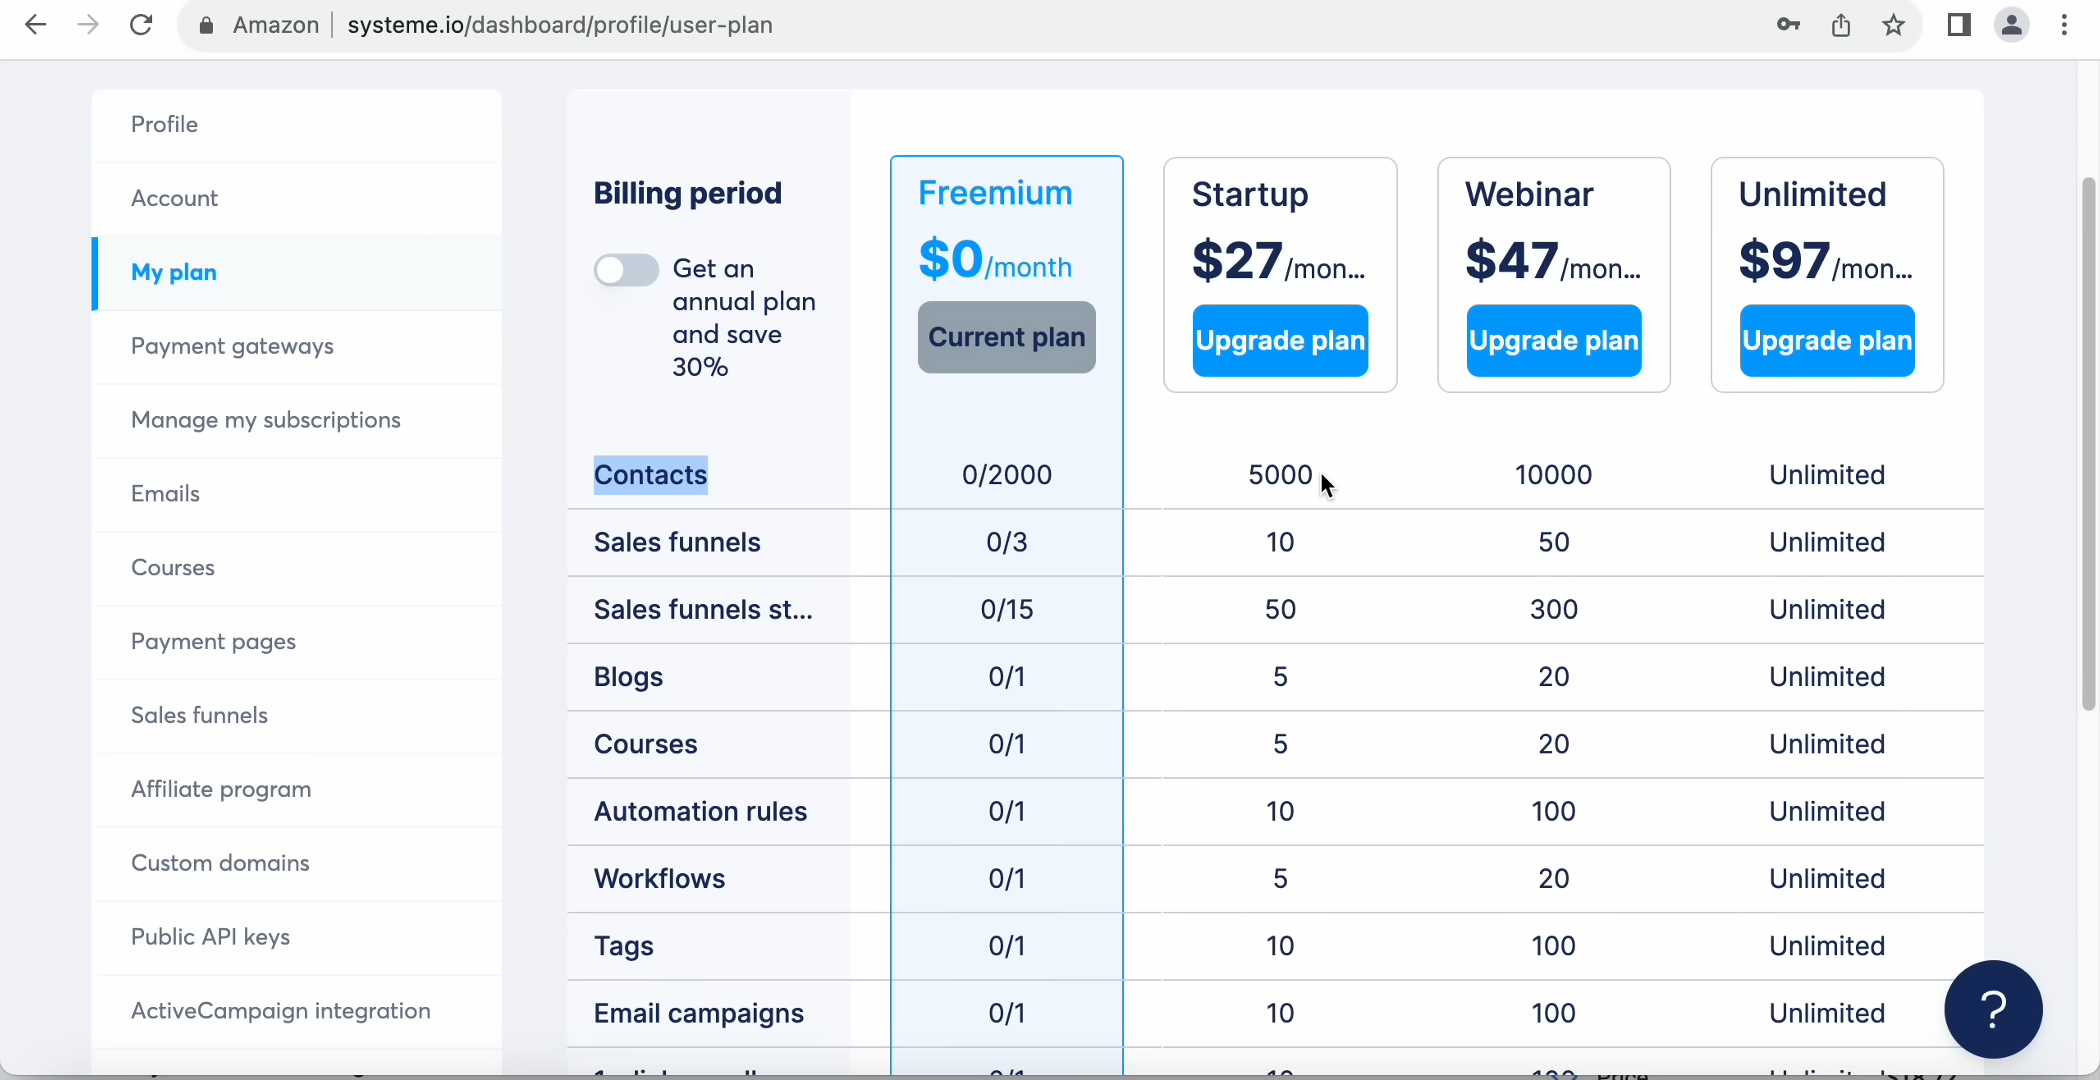 Amazon systeme.io/dashboard/profile/user-plan
Profile
Account
My plan
Payment gateways
Manage my subscriptions
Emails
Courses
Payment pages
Sales funnels
Affiliate program
Custom domains
Public API keys
ActiveCampaign integration
Billing period
Get an
annual plan
and save
30%
Freemium
$0/month
Current plan
Startup
$27/mon...
Upgrade plan
Webinar
$47/mon...
Upgrade plan
Unlimited
$97/mon...
Upgrade plan
Contacts 0/2000 5000 10000 Unlimited
Sales funnels 0/3 10 50 Unlimited
Sales funnels st... 0/15 50 300 Unlimited
Blogs 0/1 5 20 Unlimited
Courses 0/1 5 20 Unlimited
Automation rules 0/1 10 100 Unlimited
Workflows 0/1 5 20 Unlimited
Tags 0/1 10 100 Unlimited
Email campaigns 0/1 10 100 Unlimited
?